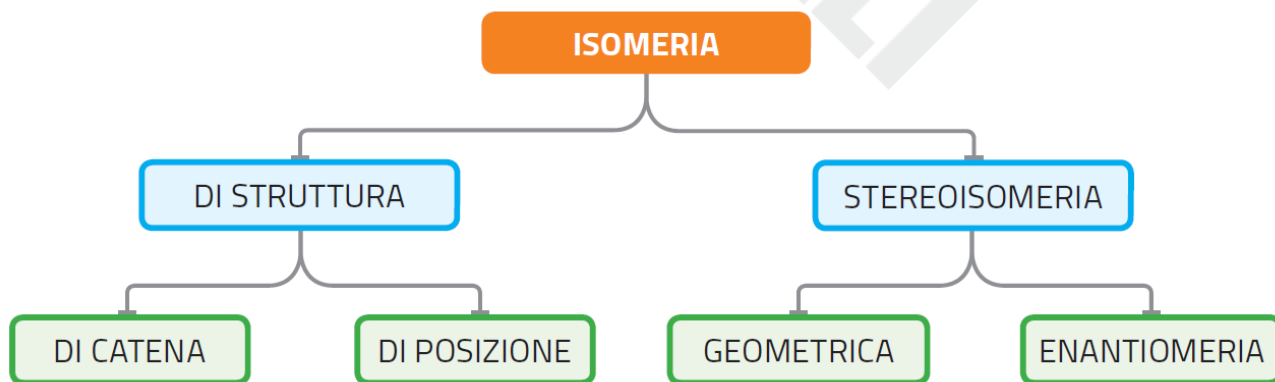 ISOMERIA
DI STRUTTURA
STEREOISOMERIA
DI CATENA
DI POSIZIONE
GEOMETRICA
ENANTIOMERIA